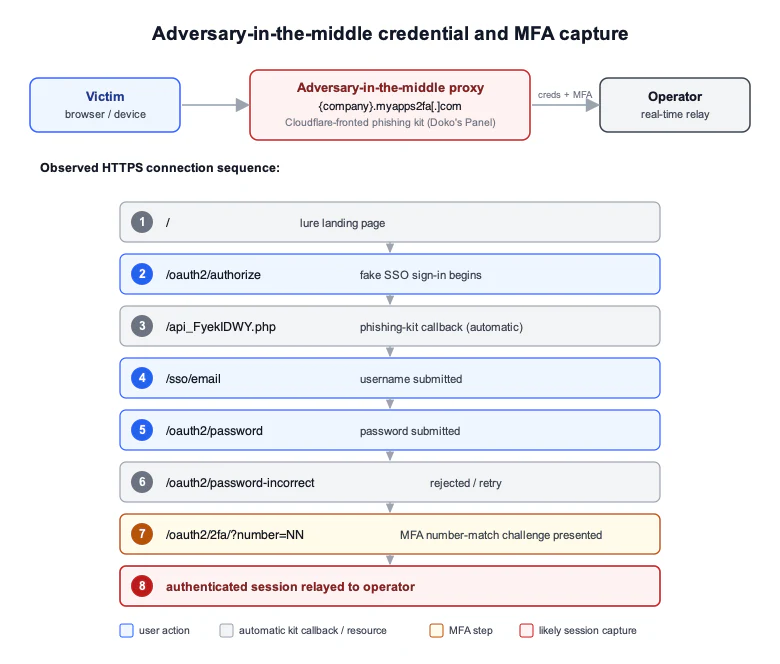 Adversary-in-the-middle credential and MFA capture
Victim
browser / device
Adversary-in-the-middle proxy
{company}.myapps2fa[.]com
Cloudflare-fronted phishing kit (Doko's Panel)
creds + MFA
Operator
real-time relay
Observed HTTPS connection sequence:
1 / lure landing page
2 /oauth2/authorize fake SSO sign-in begins
3 /api_FyekIDWY.php phishing-kit callback (automatic)
4 /sso/email username submitted
5 /oauth2/password password submitted
6 /oauth2/password-incorrect rejected / retry
7 /oauth/2fa/?number=NN MFA number-match challenge presented
8 authenticated session relayed to operator
user action automatic kit callback / resource MFA step likely session capture